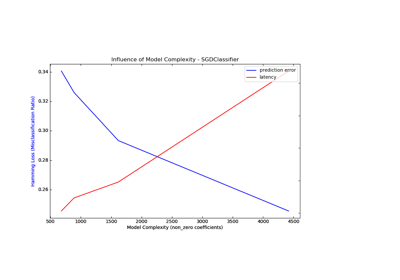 Influence of Model Complexity - SGDClassifier
prediction error
latency
0.34
0.32
0.30
0.28
0.26
Hamming Loss (Misclassification Ratio)
500 1000 1500 2000 2500 3000 3500 4000 4500
Model Complexity (non_zero coefficients)